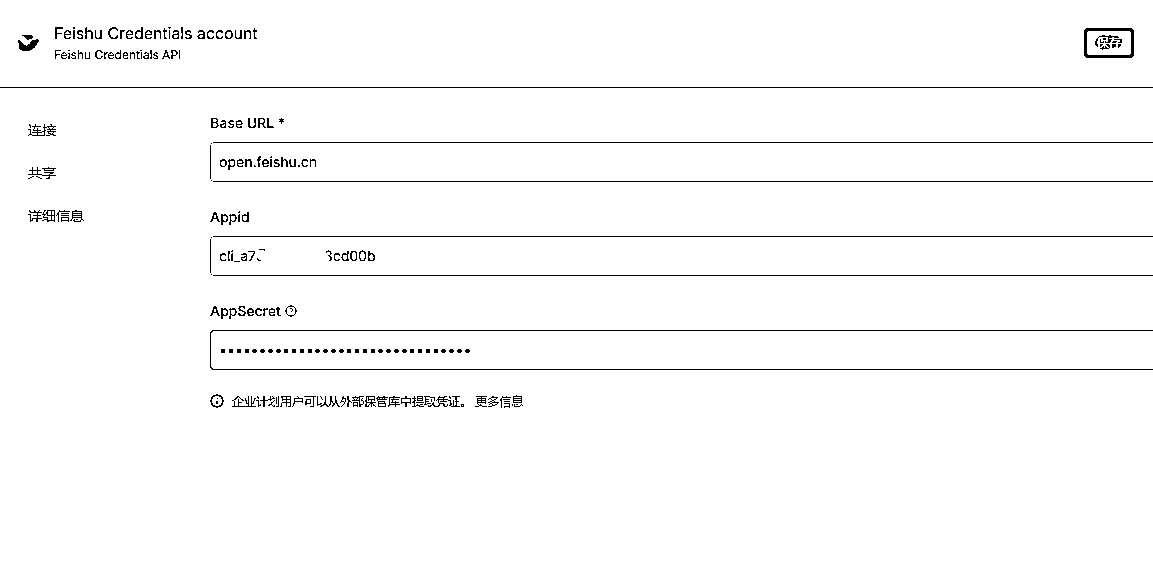 Feishu Credentials account
Feishu Credentials API
保存
连接
共享
详细信息
Base URL *
open.feishu.cn
Appid
cli_a7 3cd00b
AppSecret
••••••••••••••••••••••••••••••••
企业计划用户可以从外部保管库中提取凭证。 更多信息